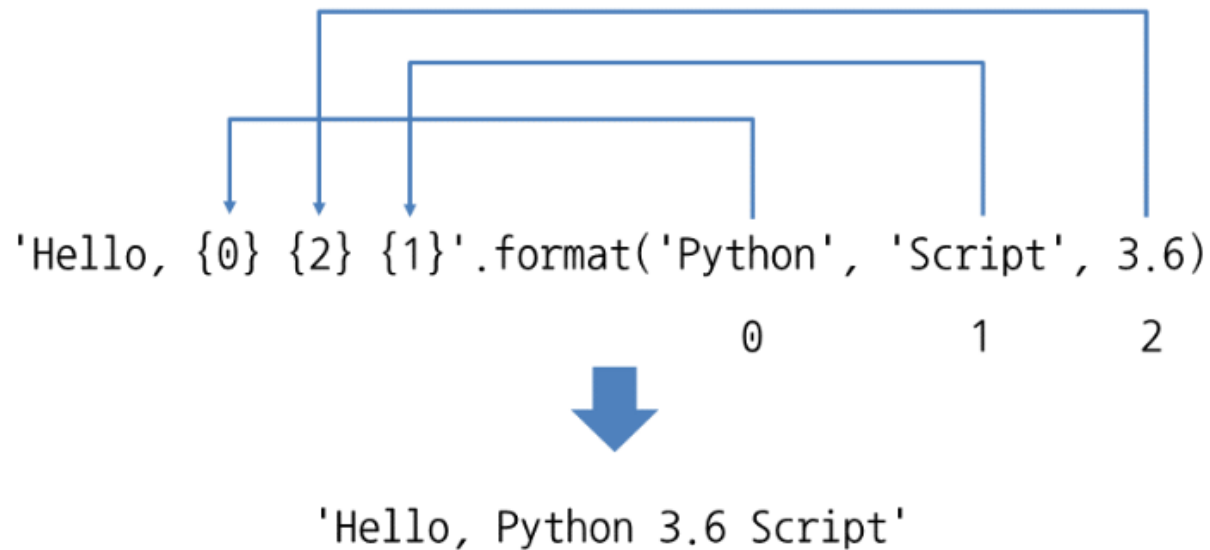 'Hello, {0} {2} {1}'.format('Python', 'Script', 3.6)
0 1 2
'Hello, Python 3.6 Script'